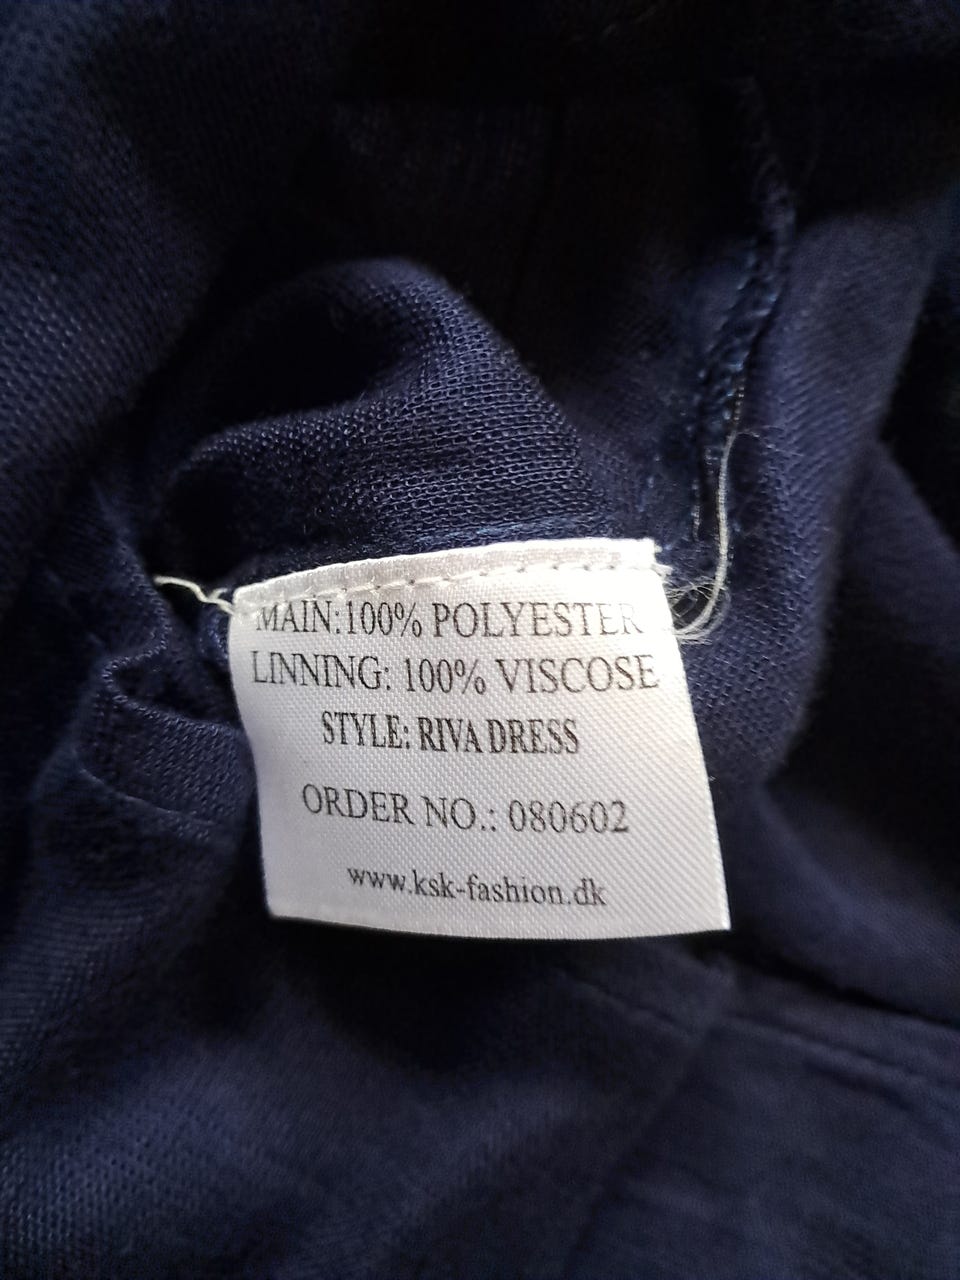 MAIN:100% POLYESTER
LINNING: 100% VISCOSE
STYLE: RIVA DRESS
ORDER NO.: 080602
www.ksk-fashion.dk